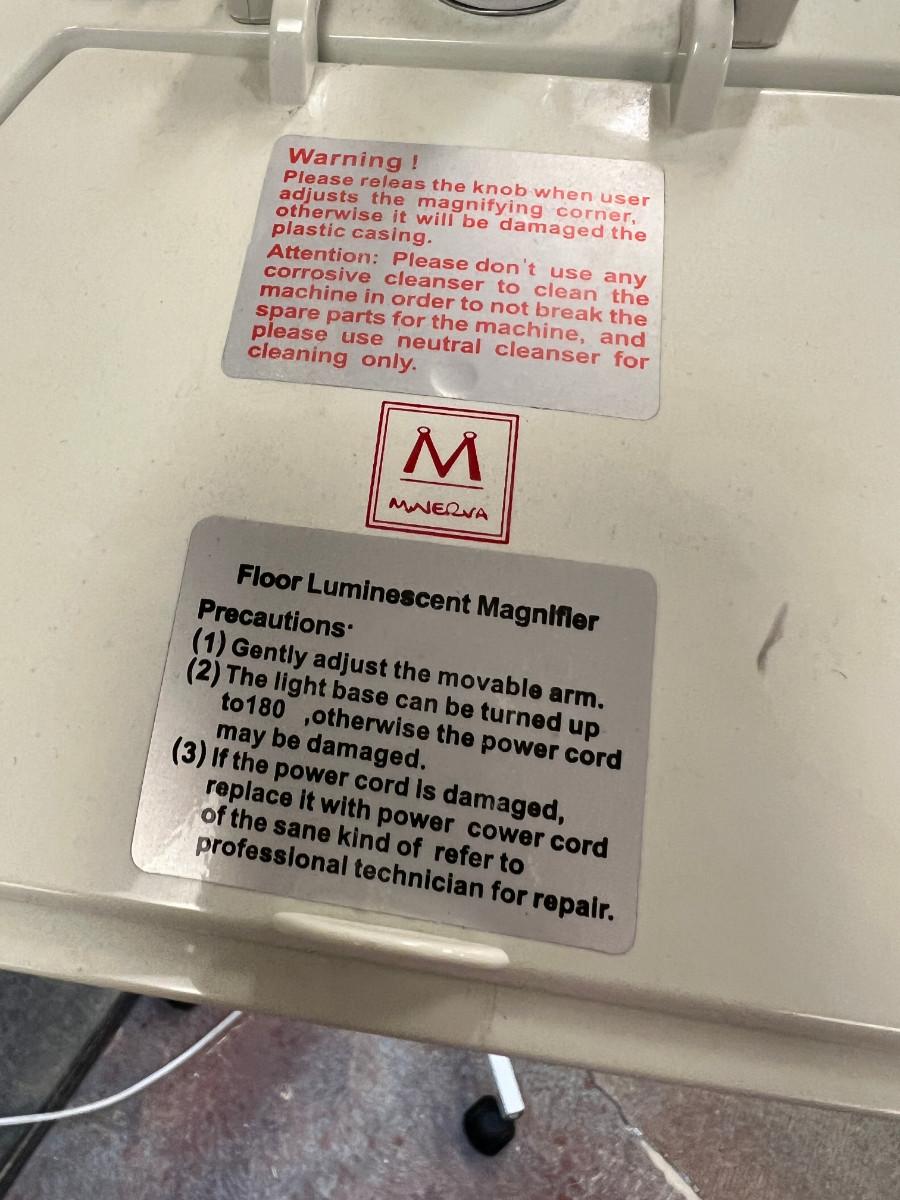 Warning !
Please releas the knob when user
adjusts the magnifying corner,
otherwise it will be damaged the
plastic casing.
Attention: Please don't use any
corrosive cleanser to clean the
machine in order to not break the
spare parts for the machine, and
please use neutral cleanser for
cleaning only.
M
MINERVA
Floor Luminescent Magnifier
Precautions·
(1) Gently adjust the movable arm.
(2) The light base can be turned up
to180 ,otherwise the power cord
may be damaged.
(3) If the power cord is damaged,
replace it with power cower cord
of the sane kind of refer to
professional technician for repair.